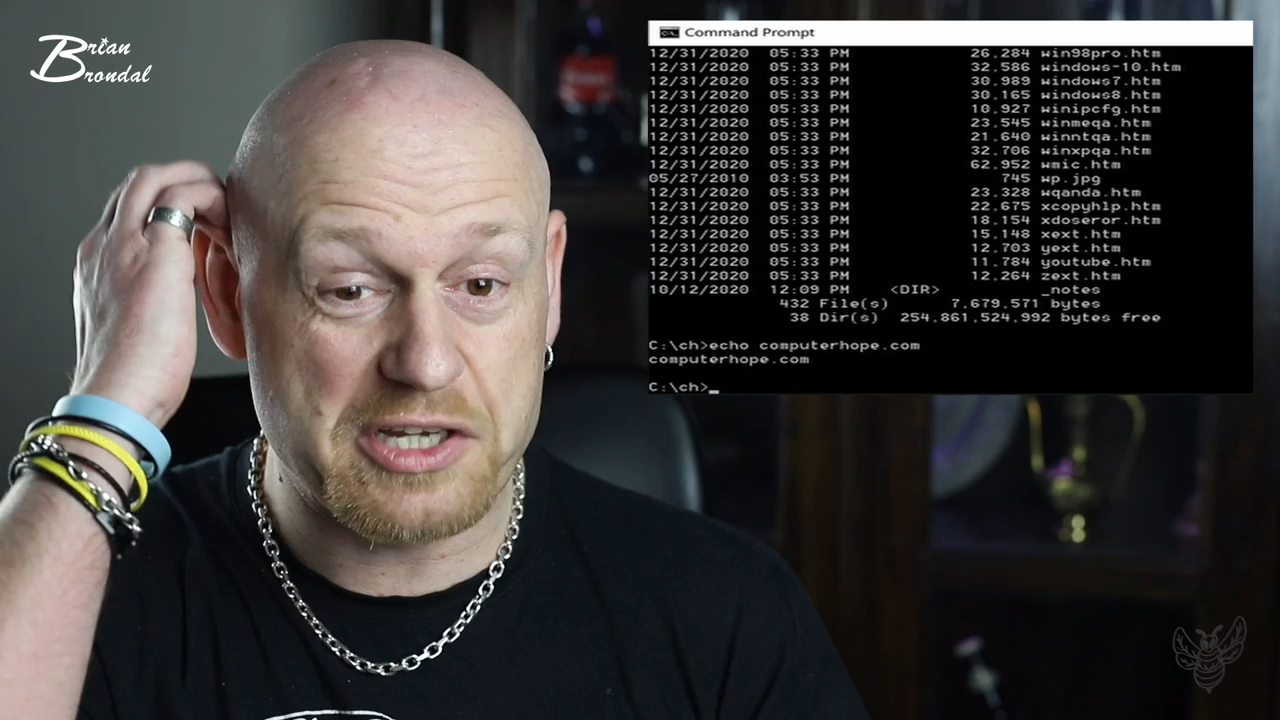 Brian
Brondal
Command Prompt
12/31/2020 05:33 PM 26,284 win98pro.htm
12/31/2020 05:33 PM 32,586 windows-10.htm
12/31/2020 05:33 PM 30,989 windows7.htm
12/31/2020 05:33 PM 30,165 windows8.htm
12/31/2020 05:33 PM 10,927 winipcfg.htm
12/31/2020 05:33 PM 23,545 winmeqa.htm
12/31/2020 05:33 PM 21,640 winntqa.htm
12/31/2020 05:33 PM 32,706 winxpqa.htm
12/31/2020 05:33 PM 62,952 wmic.htm
05/27/2010 03:53 PM 745 wp.jpg
12/31/2020 05:33 PM 23,328 wqanda.htm
12/31/2020 05:33 PM 22,675 xcopyhlp.htm
12/31/2020 05:33 PM 18,154 xdoseror.htm
12/31/2020 05:33 PM 15,148 xext.htm
12/31/2020 05:33 PM 12,703 yext.htm
12/31/2020 05:33 PM 11,784 youtube.htm
12/31/2020 05:33 PM 12,264 zext.htm
10/12/2020 12:09 PM <DIR> _notes
432 File(s) 7,679,571 bytes
38 Dir(s) 254,861,524,992 bytes free
C:\ch>echo computerhope.com
computerhope.com
C:\ch>_